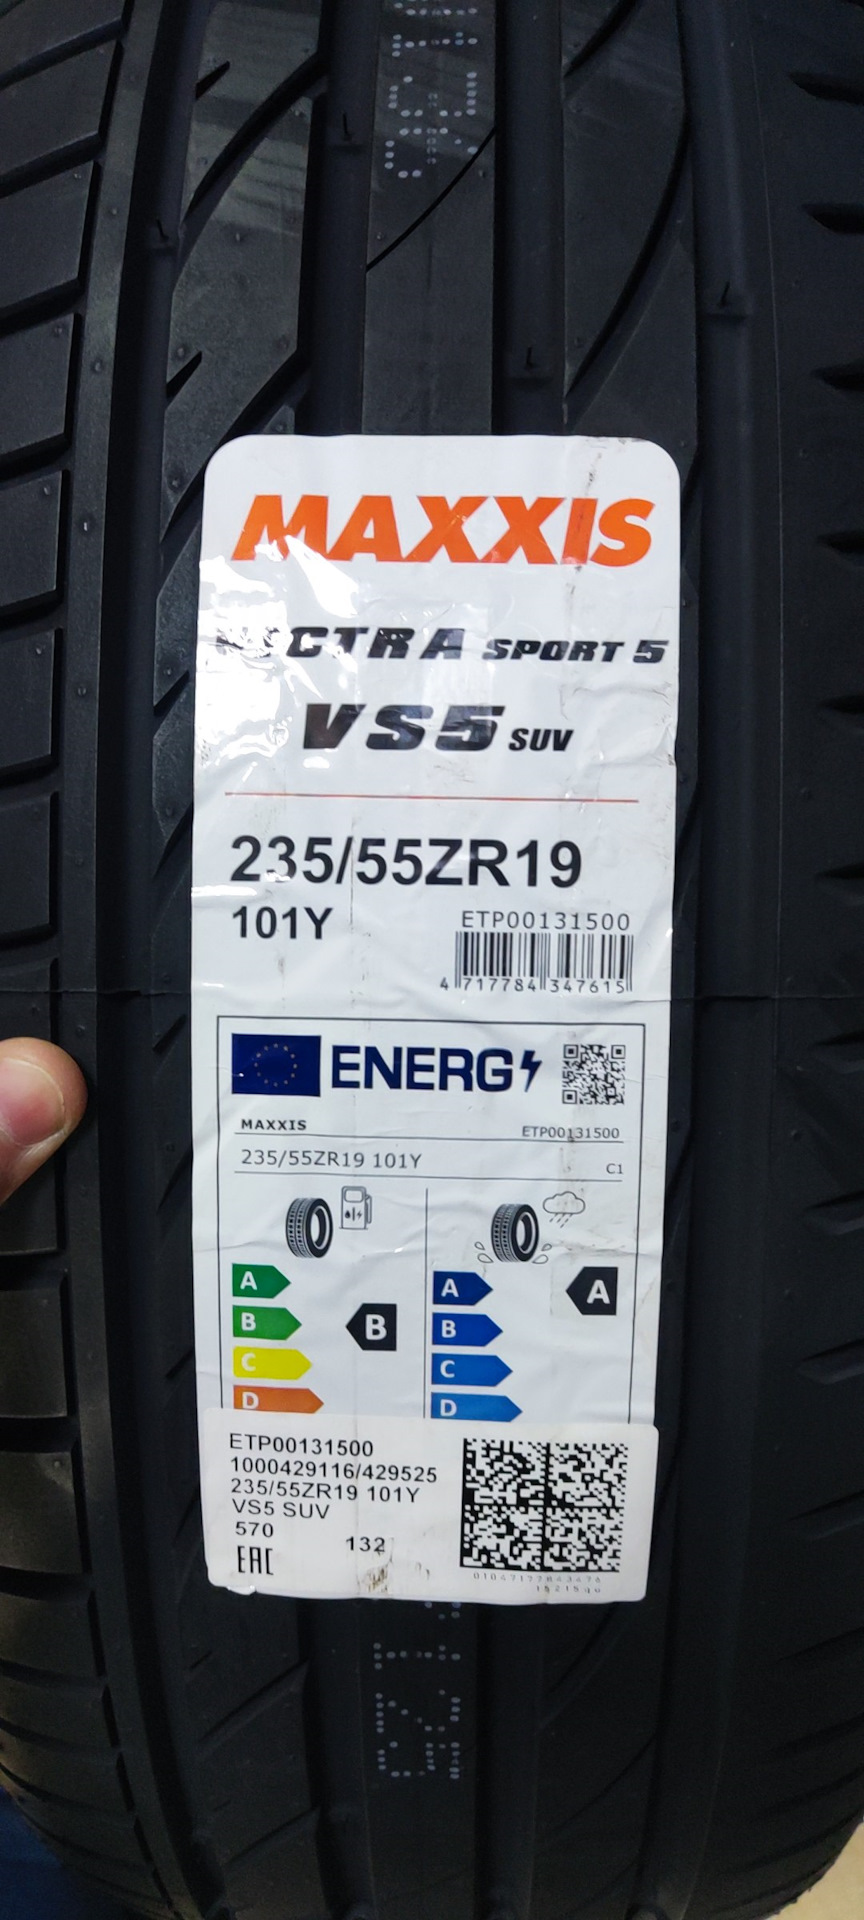 MAXXIS
VICTRA SPORT 5
VS5 SUV
235/55ZR19
101Y
ETP00131500
4 717784 347615
ENERG
MAXXIS
ETP00131500
235/55ZR19 101Y
C1
A
A
A
B
B
B
C
C
D
D
ETP00131500
1000429116/429525
235/55ZR19 101Y
VS5 SUV
570
132
EAC